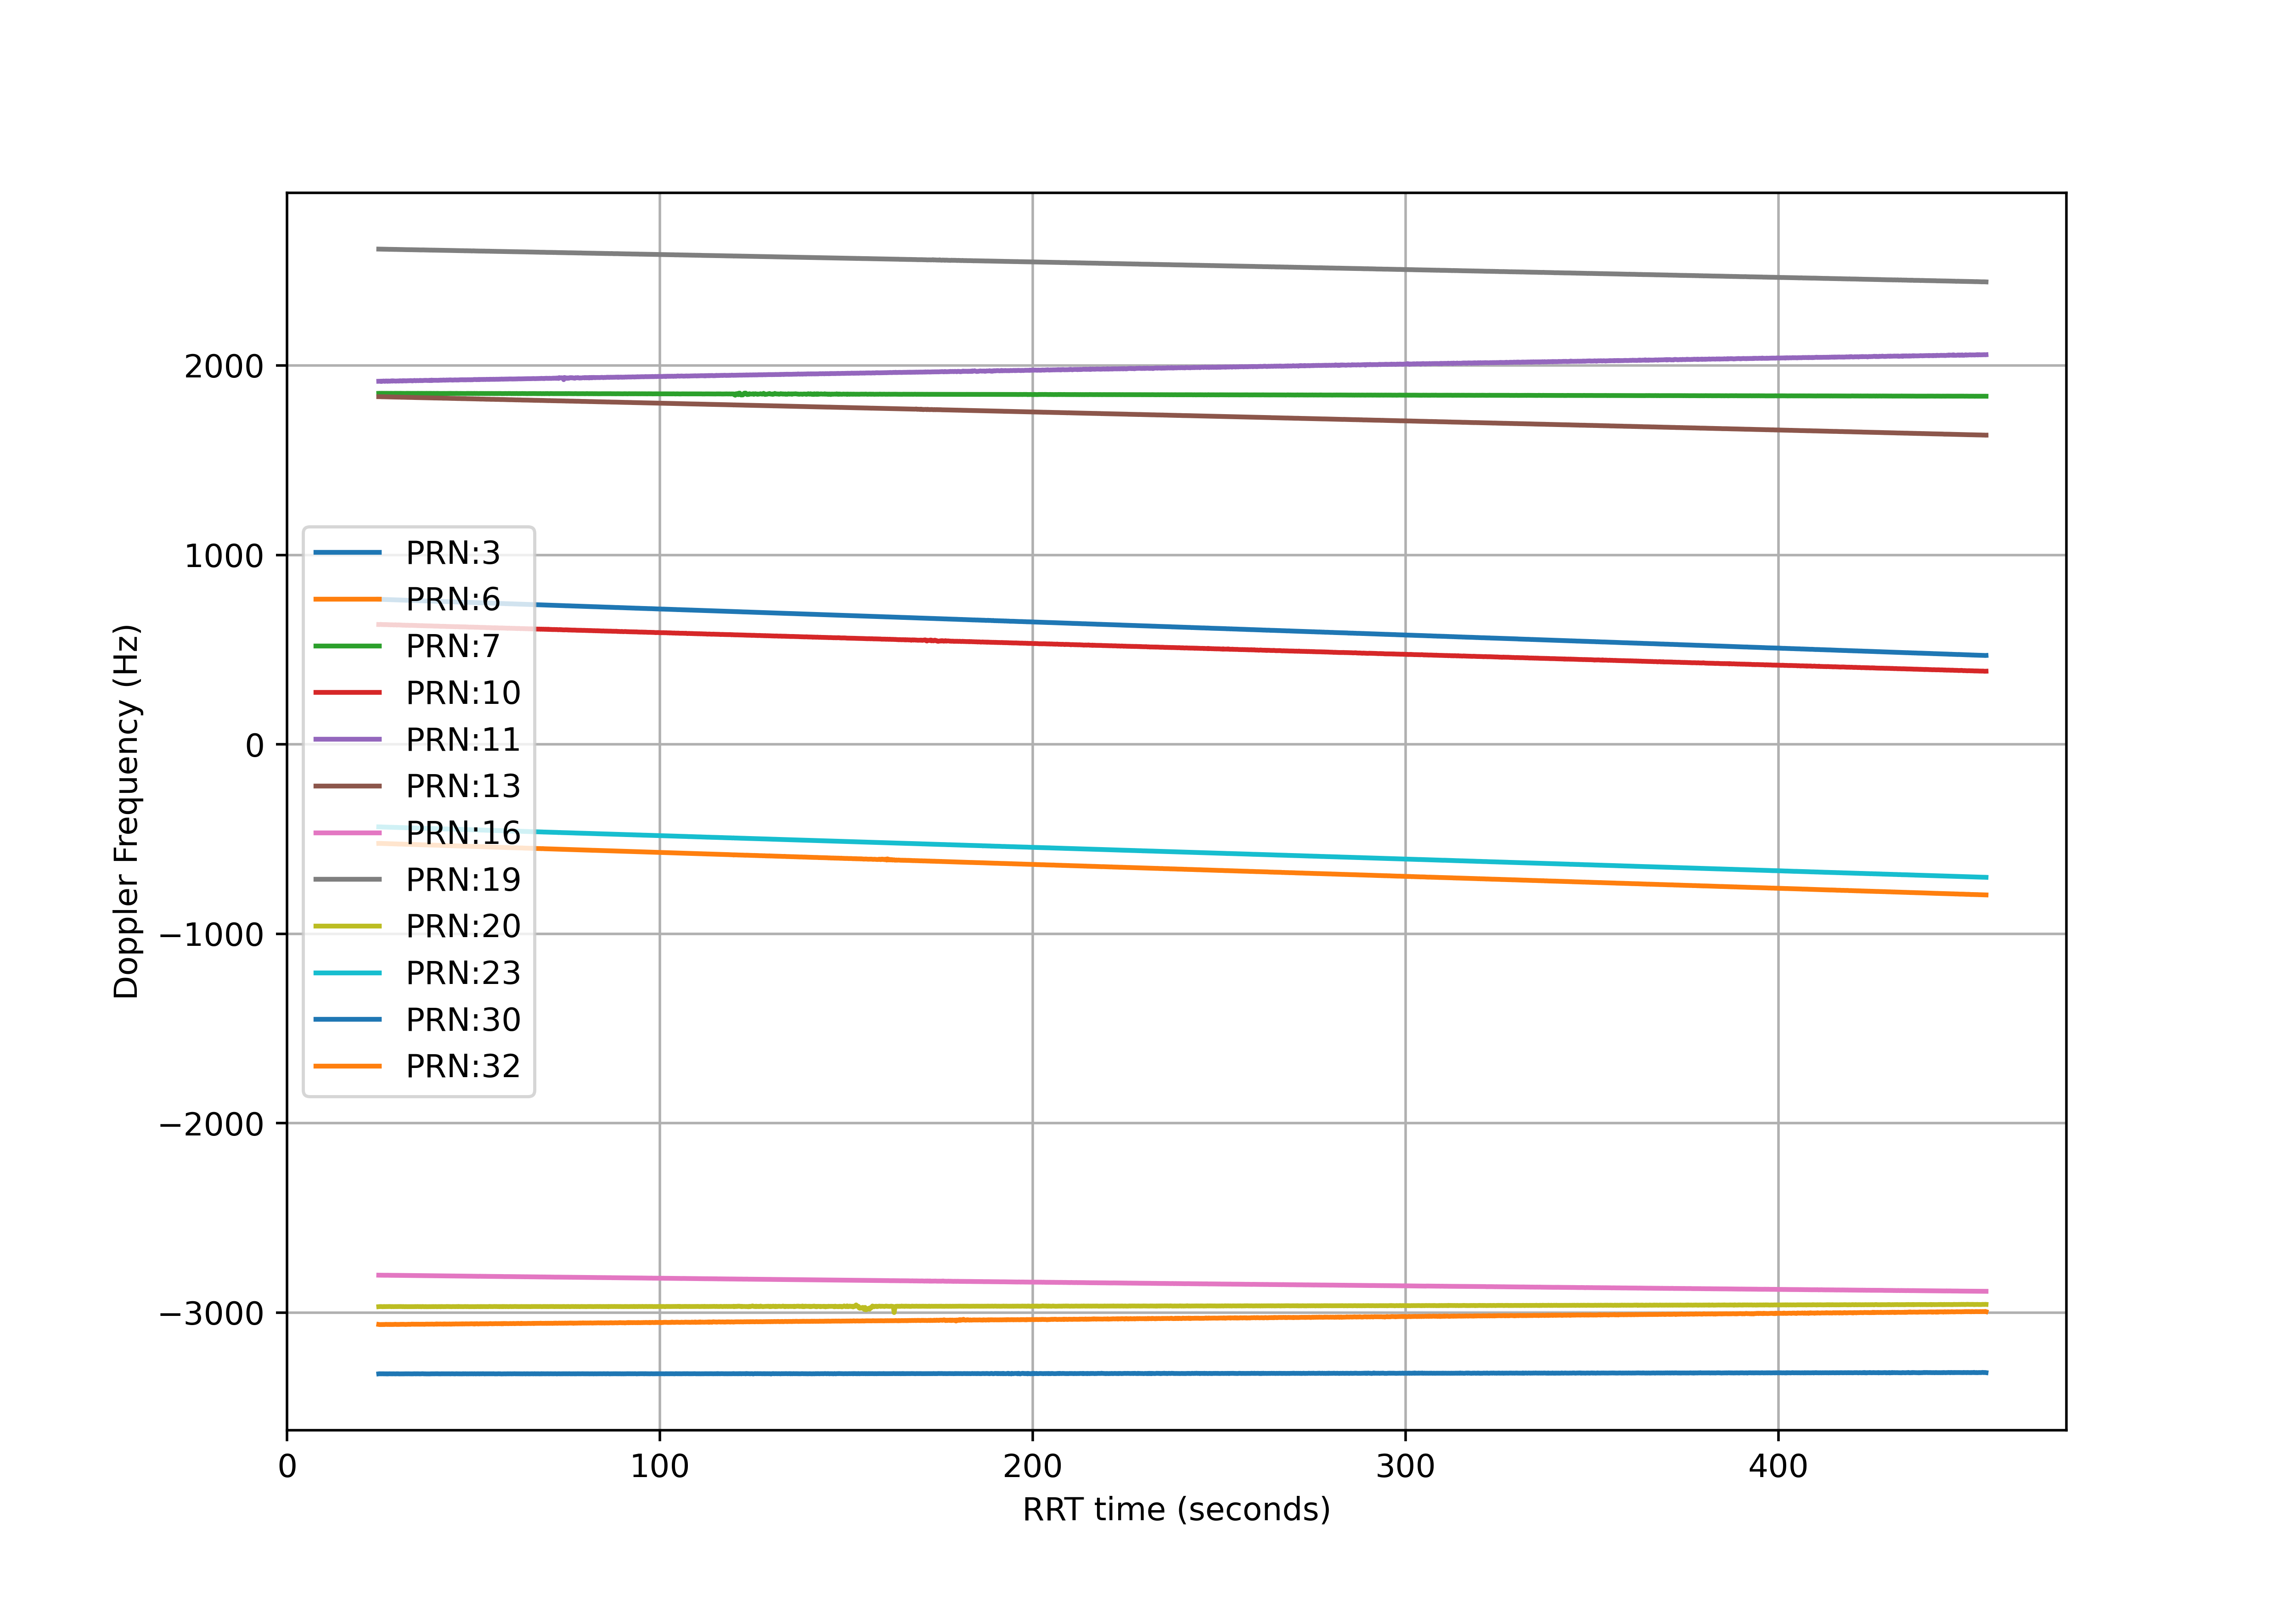 2000
1000
0
−1000
−2000
−3000
Doppler Frequency (Hz)
PRN:3
PRN:6
PRN:7
PRN:10
PRN:11
PRN:13
PRN:16
PRN:19
PRN:20
PRN:23
PRN:30
PRN:32
0 100 200 300 400
RRT time (seconds)